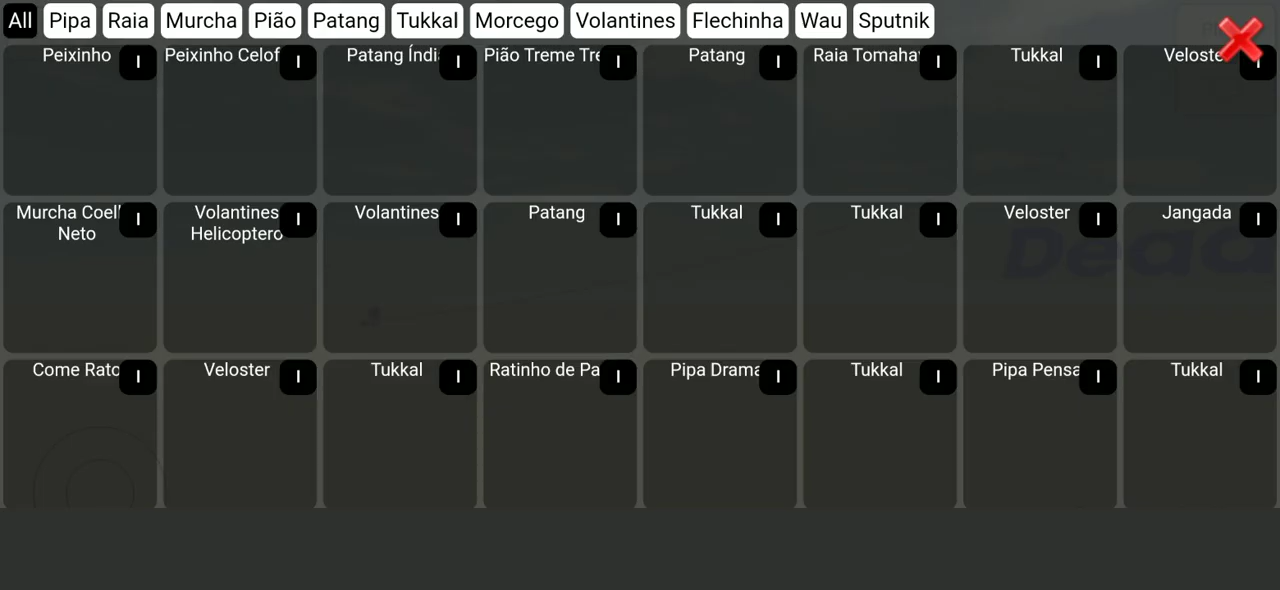 All Pipa Raia Murcha Pião Patang Tukkal Morcego Volantines Flechinha Wau Sputnik
Peixinho I Peixinho Celof I Patang Índi I Pião Treme Tre I Patang I Raia Tomaha I Tukkal I Veloste I
Murcha Coel I Volantines I Volantines I Patang I Tukkal I Tukkal I Veloster I Jangada I
Neto Helicoptero
Dead
Come Rato I Veloster I Tukkal I Ratinho de Pa I Pipa Drama I Tukkal I Pipa Pensa I Tukkal I